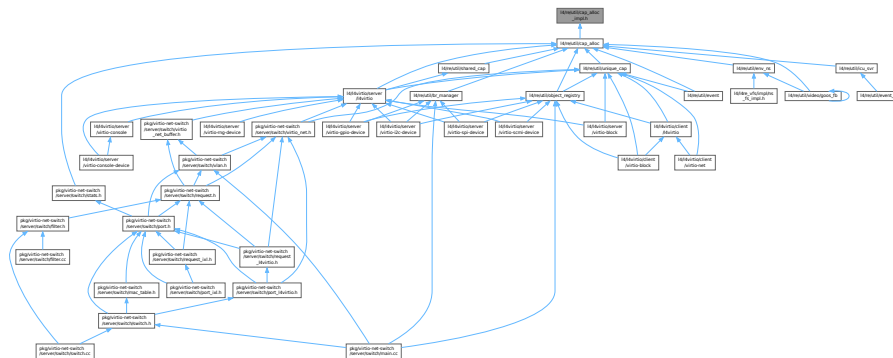 l4/re/util/cap_alloc
_impl.h
l4/re/util/cap_alloc
l4/re/util/shared_cap
l4/re/util/unique_cap
l4/re/util/env_ns
l4/re/util/icu_svr
l4/l4virtio/server
/l4virtio
l4/re/util/br_manager
l4/re/util/object_registry
l4/re/util/event
l4/re/util/video/goos_fb
l4/re/util/event_
l4/l4virtio/server
/virtio-console
pkg/virtio-net-switch
/server/switch/virtio
_net_buffer.h
l4/l4virtio/server
/virtio-rng-device
pkg/virtio-net-switch
/server/switch/virtio_net.h
l4/l4virtio/server
/virtio-gpio-device
l4/l4virtio/server
/virtio-i2c-device
l4/l4virtio/server
/virtio-spi-device
l4/l4virtio/server
/virtio-scmi-device
l4/l4virtio/server
/virtio-block
l4/l4virtio/client
/l4virtio
l4/l4virtio/server
/virtio-console-device
pkg/virtio-net-switch
/server/switch/vlan.h
l4/l4virtio/client
/virtio-block
l4/l4virtio/client
/virtio-net
pkg/virtio-net-switch
/server/switch/stats.h
pkg/virtio-net-switch
/server/switch/request.h
pkg/virtio-net-switch
/server/switch/filter.h
pkg/virtio-net-switch
/server/switch/port.h
pkg/virtio-net-switch
/server/switch/filter.cc
pkg/virtio-net-switch
/server/switch/request_ixl.h
pkg/virtio-net-switch
/server/switch/request
_l4virtio.h
pkg/virtio-net-switch
/server/switch/mac_table.h
pkg/virtio-net-switch
/server/switch/port_ixl.h
pkg/virtio-net-switch
/server/switch/port_l4virtio.h
pkg/virtio-net-switch
/server/switch/switch.h
pkg/virtio-net-switch
/server/switch/switch.cc
pkg/virtio-net-switch
/server/switch/main.cc